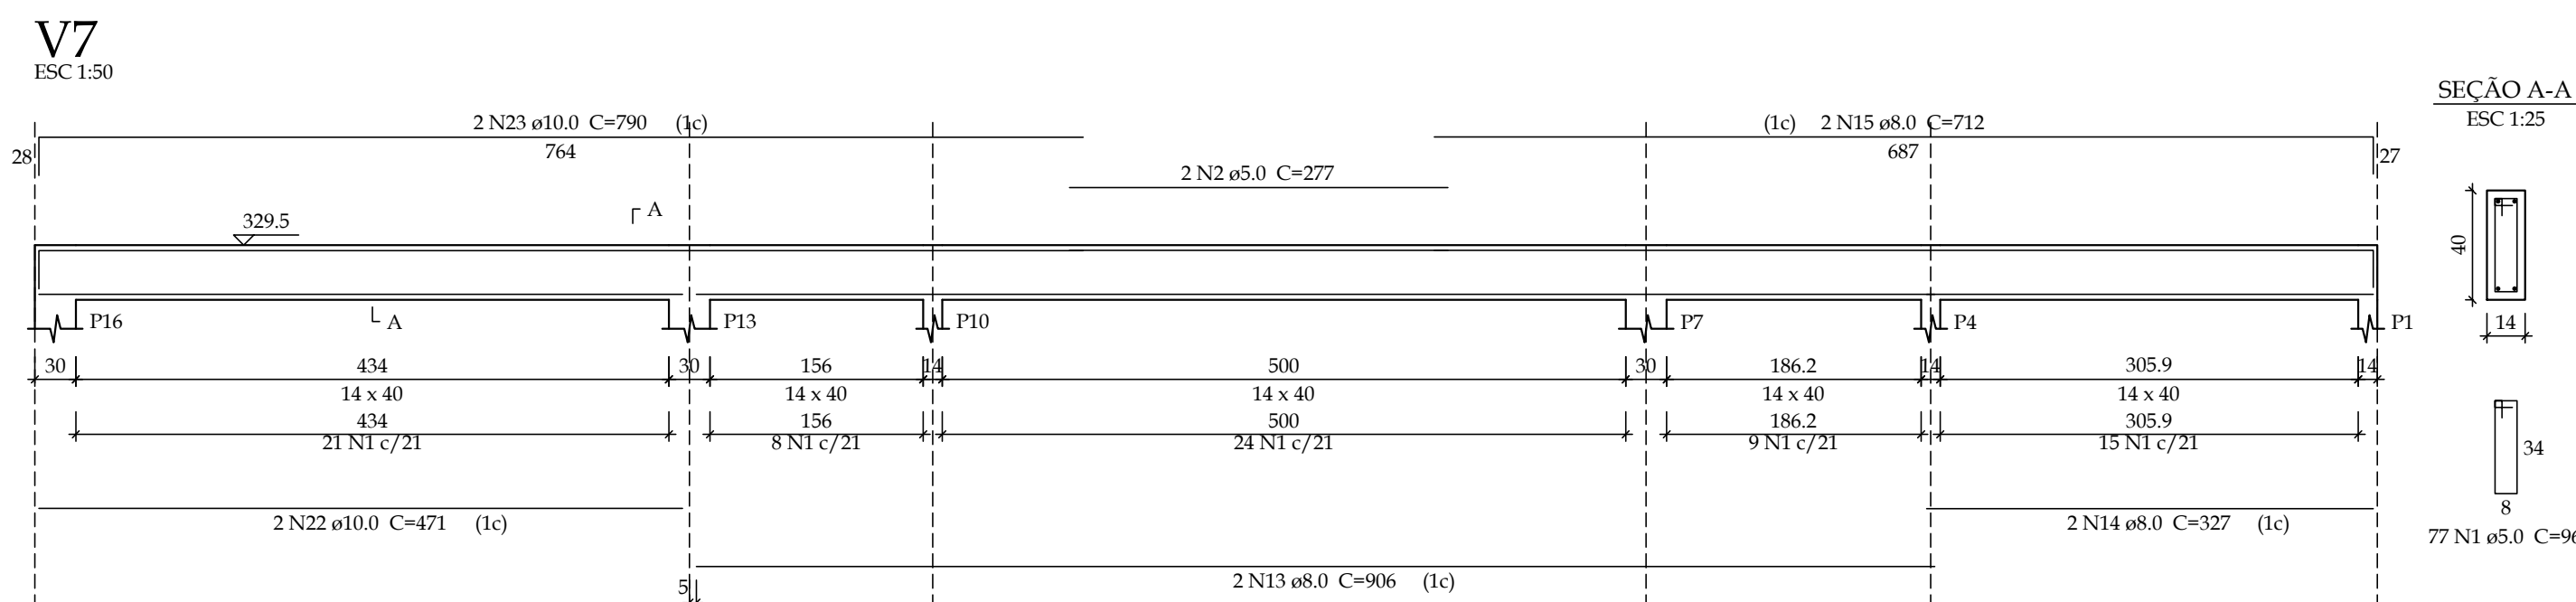 V7
ESC 1:50
SEÇÃO A-A
ESC 1:25
2 N23 ø10.0 C=790 (1c)
(1c) 2 N15 ø8.0 C=712
28
764
687
27
2 N2 ø5.0 C=277
A
329.5
40
A
P16
P13
P10
P7
P4
P1
14
30
434
30
156
14
500
30
186.2
14
305.9
14
14 x 40
14 x 40
14 x 40
14 x 40
14 x 40
434
156
500
186.2
305.9
21 N1 c/21
8 N1 c/21
24 N1 c/21
9 N1 c/21
15 N1 c/21
34
8
2 N22 ø10.0 C=471 (1c)
2 N14 ø8.0 C=327 (1c)
77 N1 ø5.0 C=96
5
2 N13 ø8.0 C=906 (1c)